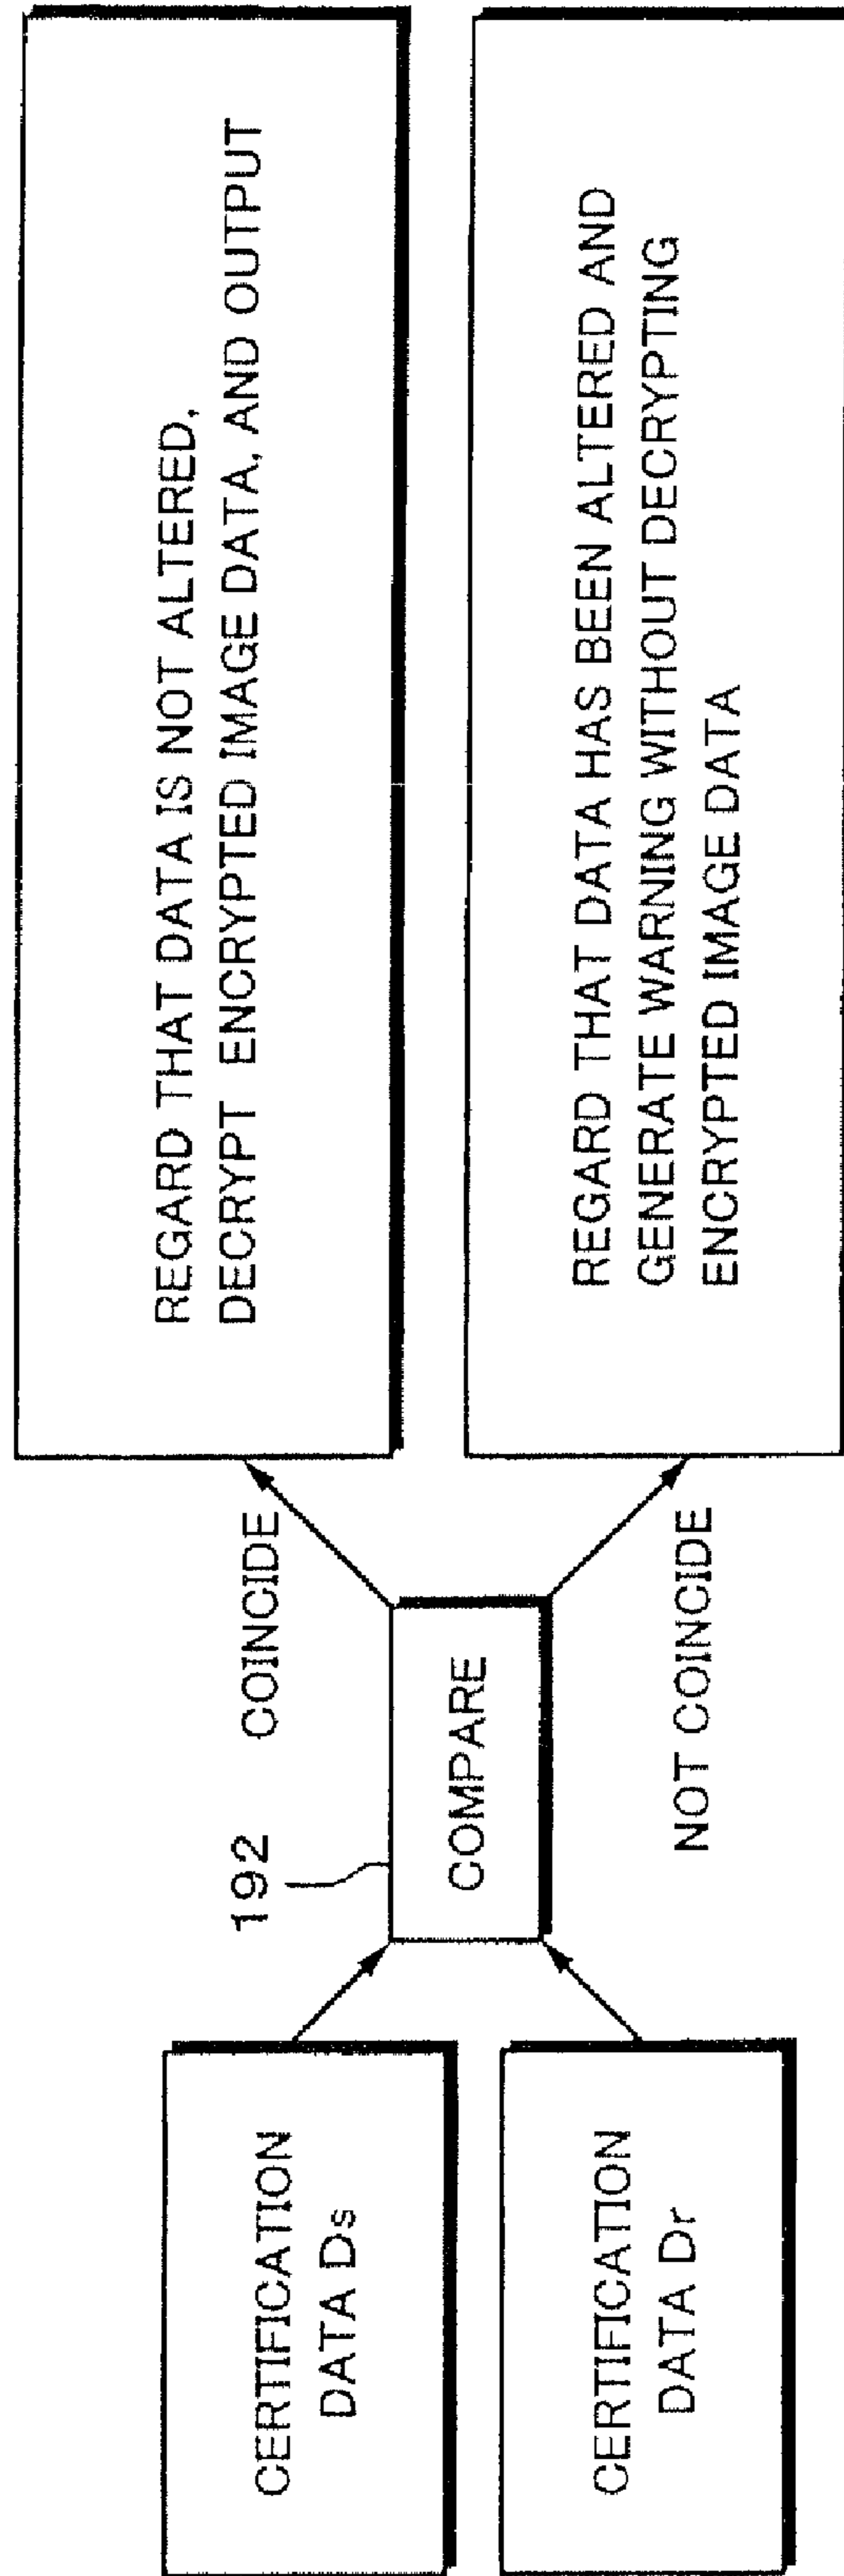 CERTIFICATION
DATA Ds
CERTIFICATION
DATA Dr
192
COMPARE
COINCIDE
NOT COINCIDE
REGARD THAT DATA IS NOT ALTERED,
DECRYPT ENCRYPTED IMAGE DATA, AND OUTPUT
REGARD THAT DATA HAS BEEN ALTERED AND
GENERATE WARNING WITHOUT DECRYPTING
ENCRYPTED IMAGE DATA